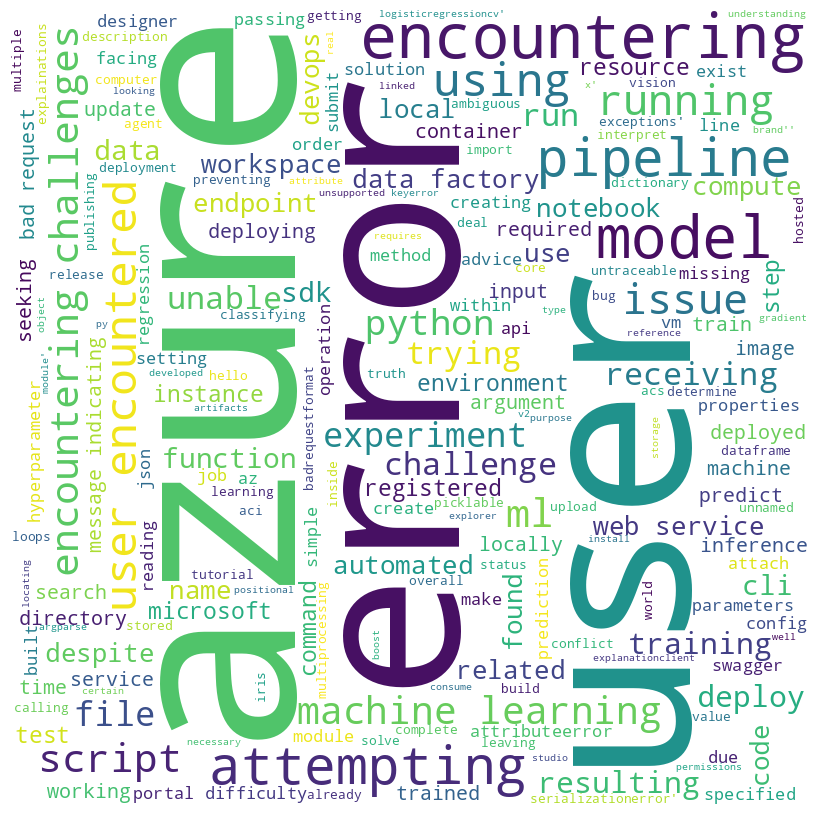 azure
error
user
encountering
pipeline
model
attempting
encountering challenges
user encountered
machine learning
script
using
running
issue
python
experiment
receiving
challenge
unable
function
file
data
data factory
trying
environment
ml
automated
training
deploy
resulting
code
related
registered
web service
cli
compute
notebook
local
run
resource
container
workspace
endpoint
sdk
instance
name
microsoft
despite
directory
command
found
step
devops
update
designer
description
facing
multiple
explainations
computer
looking
agent
deployment
passing
getting
real
logisticregressioncv'
understanding
solution
submit
linked
ambiguous
exist
vision
x'
exceptions'
line
interpret
brand''
order
import
preventing
attribute
unsupported
keyerror
creating
dictionary
hosted
bad request
publishing
seeking
release
deploying
requires
method
deal
advice
required
use
core
missing
untraceable
bug
reference
gradient
object
py
module'
regression
setting
classifying
developed
hello
artifacts
operation
input
api
within
type
vm
train
image
truth
v2
purpose
argument
acs
determine
properties
deployed
dataframe
storage
message indicating
hyperparameter
json
job
az
learning
aci
badrequestformat
inside
picklable
create
explorer
upload
machine
predict
unnamed
loops
locating
search
reading
tutorial
positional
simple
multiprocessing
overall
status
locally
install
inference
attach
built
argparse
stored
iris
boost
make
prediction
conflict
world
parameters
config
explanationclient
swagger
well
time
certain
service
calling
test
consume
build
value
working
portal
necessary
difficulty
already
module
solve
complete
trained
attributeerror
leaving
serializationerror'
studio
due
permissions
specified